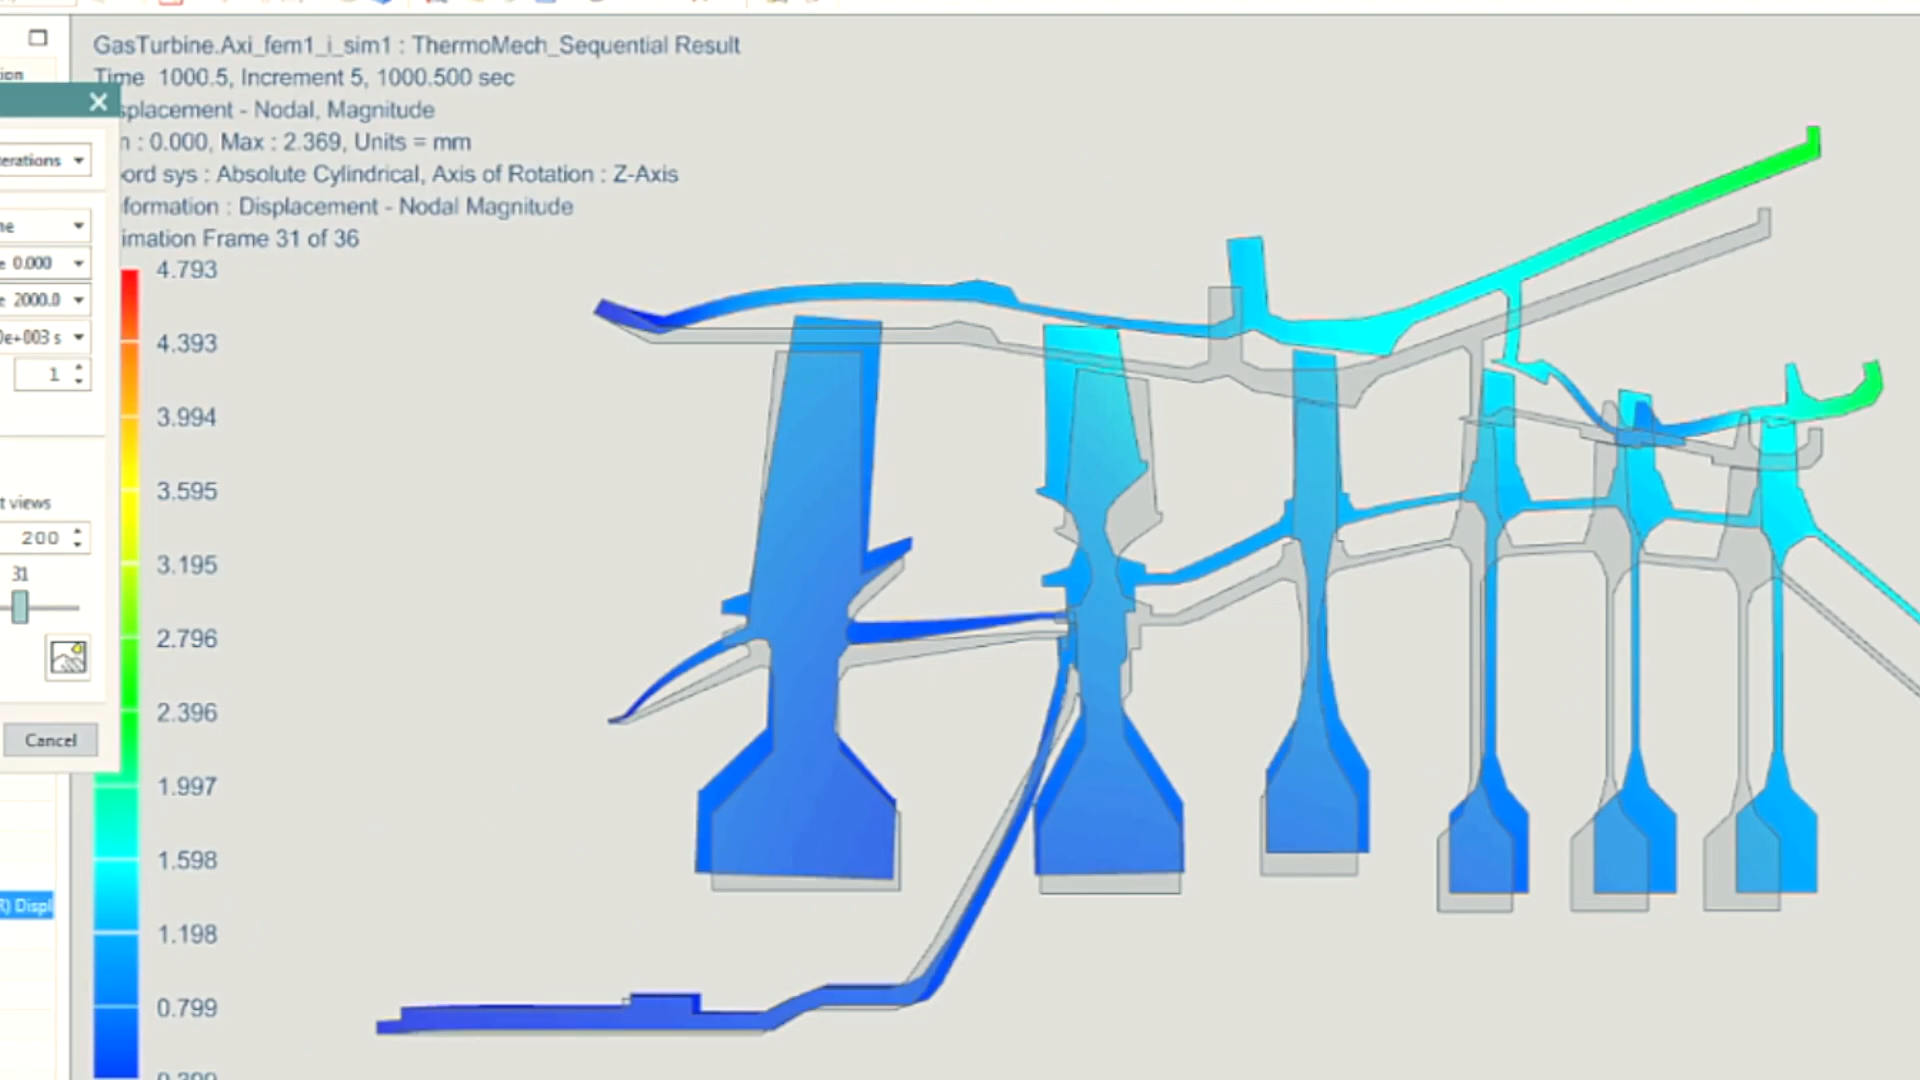 GasTurbine.Axi_fem1_i_sim1 : ThermoMech_Sequential Result
ion
Time 1000.5, Increment 5, 1000.500 sec
splacement - Nodal, Magnitude
n : 0.000, Max : 2.369, Units = mm
erations
ord sys : Absolute Cylindrical, Axis of Rotation : Z-Axis
formation : Displacement - Nodal Magnitude
ne
imation Frame 31 of 36
e 0.000
4.793
e 2000.0
0e+003 s
4.393
1
3.994
3.595
t views
200
3.195
31
2.796
2.396
Cancel
1.997
1.598
R) Displ
1.198
0.799
0.399